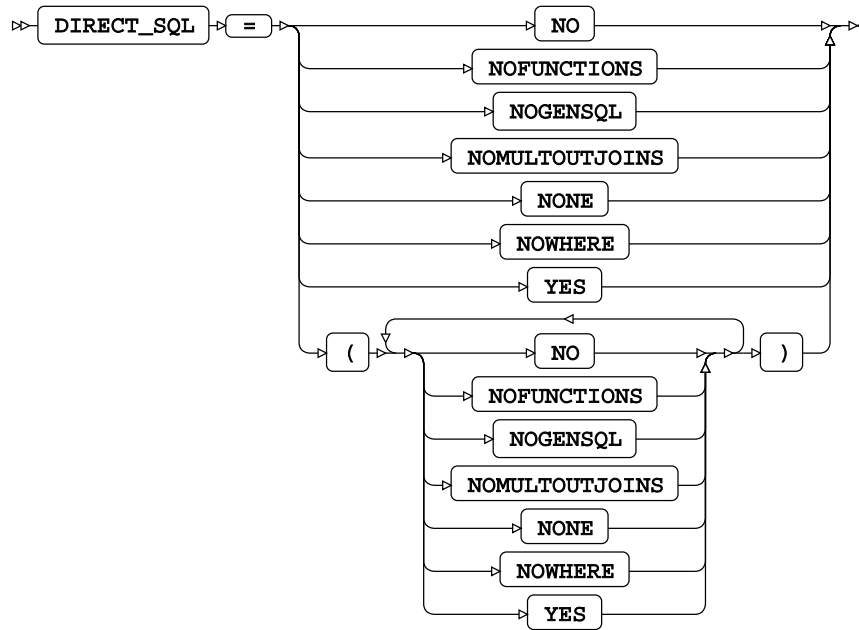 DIRECT_SQL = NO
NOFUNCTIONS
NOGENSQL
NOMULTOUTJOINS
NONE
NOWHERE
YES
( NO )
NOFUNCTIONS
NOGENSQL
NOMULTOUTJOINS
NONE
NOWHERE
YES